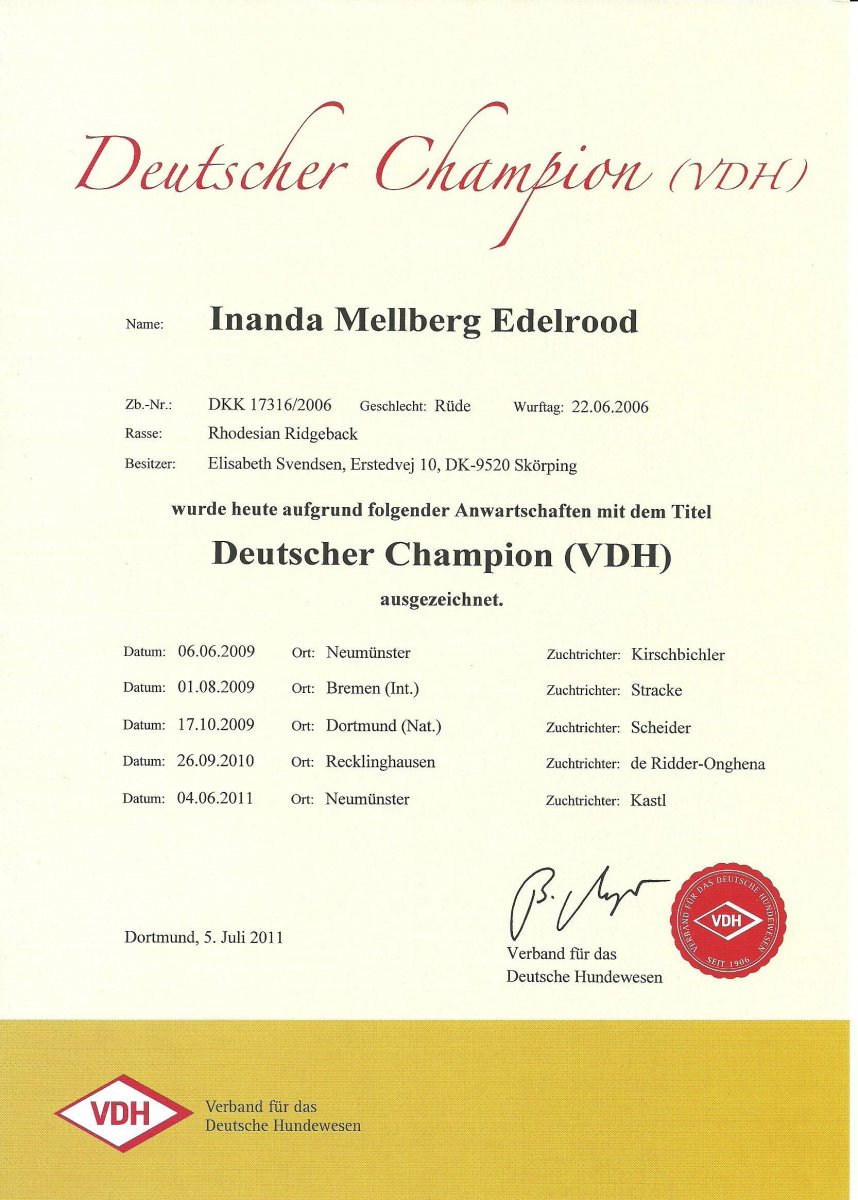 Deutscher Champion (VDH)
Name: Inanda Mellberg Edelrood
Zb.-Nr.: DKK 17316/2006 Geschlecht: Rüde Wurftag: 22.06.2006
Rasse: Rhodesian Ridgeback
Besitzer: Elisabeth Svendsen, Erstedvej 10, DK-9520 Skörping
wurde heute aufgrund folgender Anwartschaften mit dem Titel
Deutscher Champion (VDH)
ausgezeichnet.
Datum: 06.06.2009 Ort: Neumünster Zuchtrichter: Kirschbichler
Datum: 01.08.2009 Ort: Bremen (Int.) Zuchtrichter: Stracke
Datum: 17.10.2009 Ort: Dortmund (Nat.) Zuchtrichter: Scheider
Datum: 26.09.2010 Ort: Recklinghausen Zuchtrichter: de Ridder-Onghena
Datum: 04.06.2011 Ort: Neumünster Zuchtrichter: Kastl
Dortmund, 5. Juli 2011
B.
Verband für das
Deutsche Hundewesen
VERBAND FÜR DAS DEUTSCHE HUNDEWESEN
VDH
SEIT 1906
VDH
Verband für das
Deutsche Hundewesen